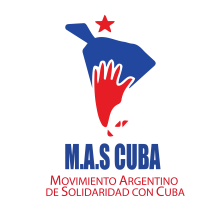 M.A.S CUBA
MOVIMIENTO ARGENTINO
DE SOLIDARIDAD CON CUBA